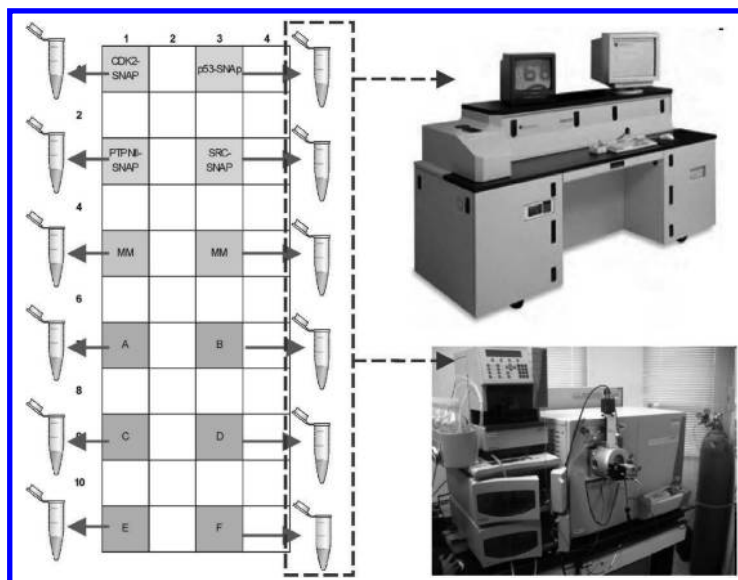 1 2 3 4
CDK2-
SNAP
p53-SNAp
2
PTPNII-
SNAP
SRC-
SNAP
4
MM MM
6
A B
8
C D
10
E F